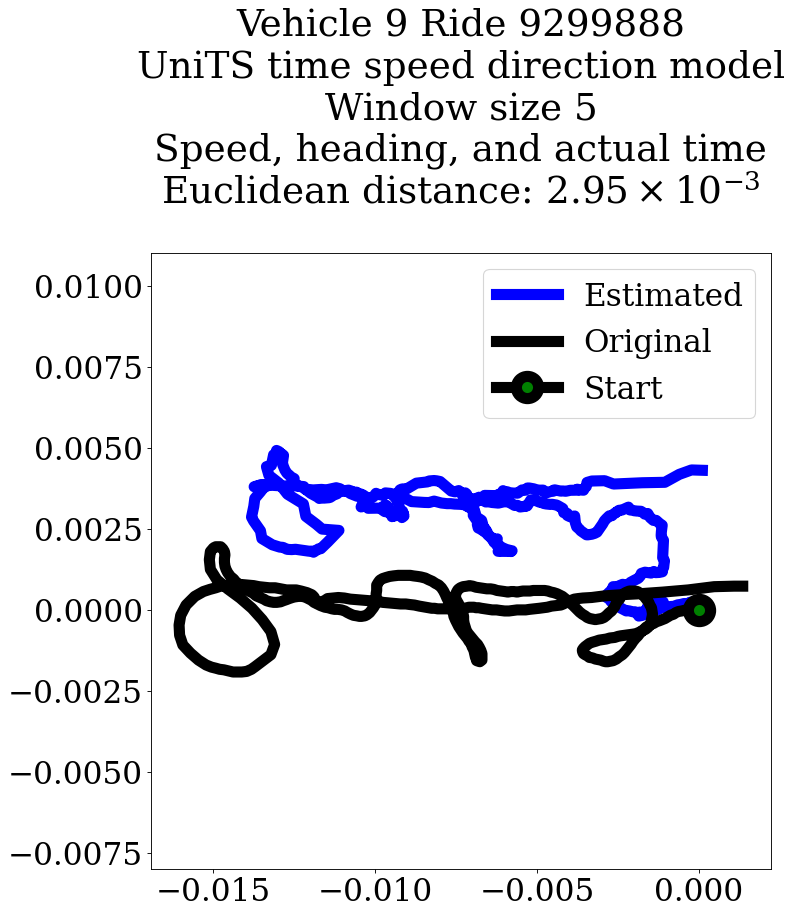 Vehicle 9 Ride 9299888
UniTS time speed direction model
Window size 5
Speed, heading, and actual time
Euclidean distance: 2.95 × 10⁻³
Estimated
Original
Start
0.0100
0.0075
0.0050
0.0025
0.0000
−0.0025
−0.0050
−0.0075
−0.015 −0.010 −0.005 0.000